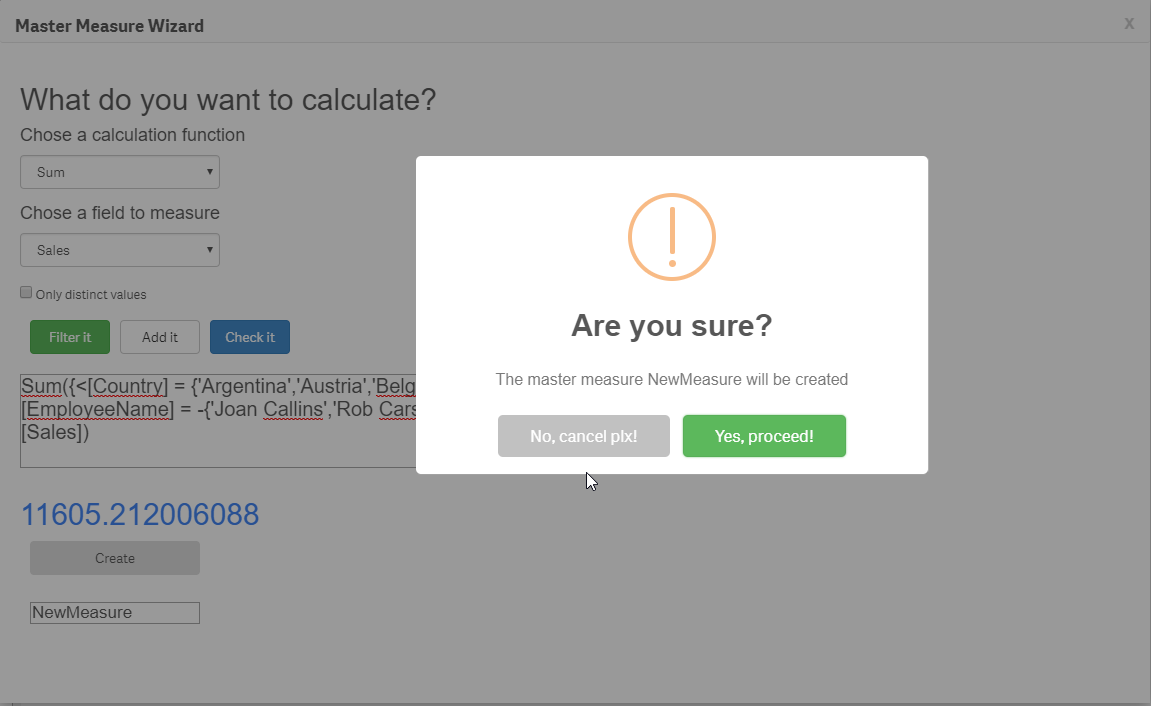 Master Measure Wizard
X
What do you want to calculate?
Chose a calculation function
Sum
Chose a field to measure
Sales
Only distinct values
Filter it
Add it
Check it
Sum({<[Country] = {'Argentina','Austria','Belg
[EmployeeName] = -{'Joan Callins','Rob Cars
[Sales])
11605.212006088
Create
NewMeasure
Are you sure?
The master measure NewMeasure will be created
No, cancel plx!
Yes, proceed!